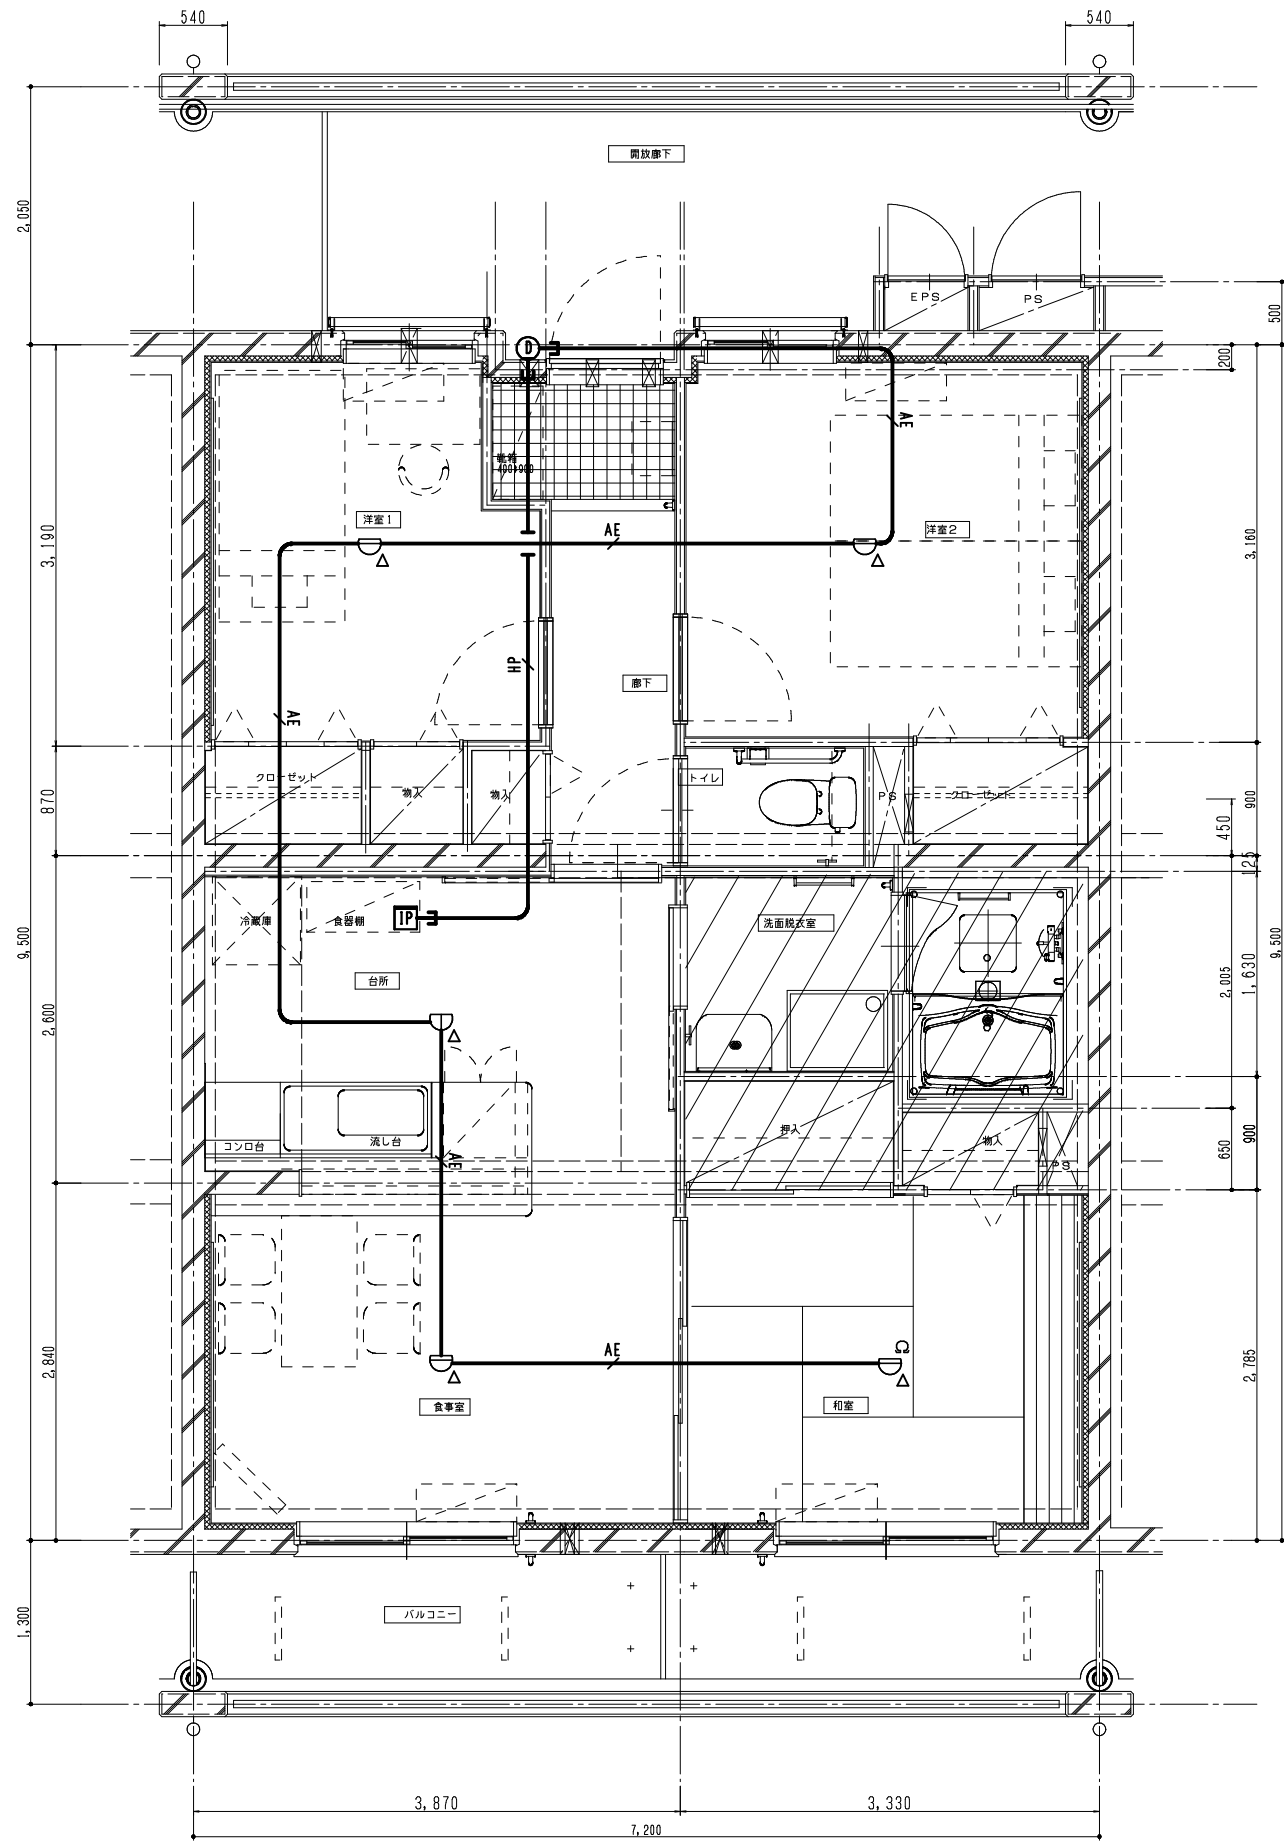 540
540
開放廊下
2,050
EPS
PS
500
D
200
AE
靴箱
400*900
洋室1
AE
洋室2
3,190
3,160
HP
廊下
AE
クローゼット
物入
物入
トイレ
PS
クローゼット
870
900
450
125
冷蔵庫
食器棚
IP
洗面脱衣室
9,500
台所
2,600
2,005
1,630
9,500
コンロ台
流し台
AE
押入
物入
PS
650
900
2,840
AE
2,785
食事室
和室
バルコニー
1,300
3,870
3,330
7,200